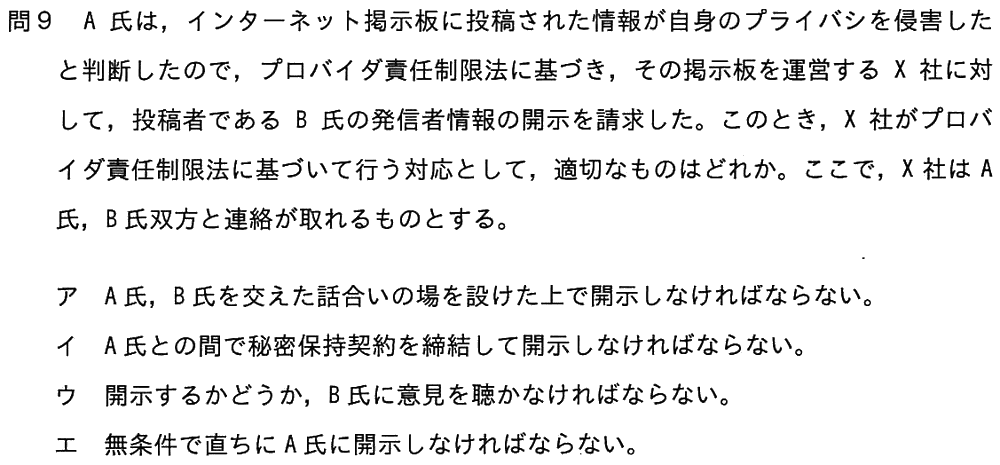 問9 A 氏は，インターネット掲示板に投稿された情報が自身のプライバシを侵害した
と判断したので，プロバイダ責任制限法に基づき，その掲示板を運営する X 社に対
して，投稿者である B 氏の発信者情報の開示を請求した。このとき，X 社がプロバ
イダ責任制限法に基づいて行う対応として，適切なものはどれか。ここで，X 社は A
氏，B 氏双方と連絡が取れるものとする。
ア A 氏，B 氏を交えた話合いの場を設けた上で開示しなければならない。
イ A 氏との間で秘密保持契約を締結して開示しなければならない。
ウ 開示するかどうか，B 氏に意見を聴かなければならない。
エ 無条件で直ちに A 氏に開示しなければならない。